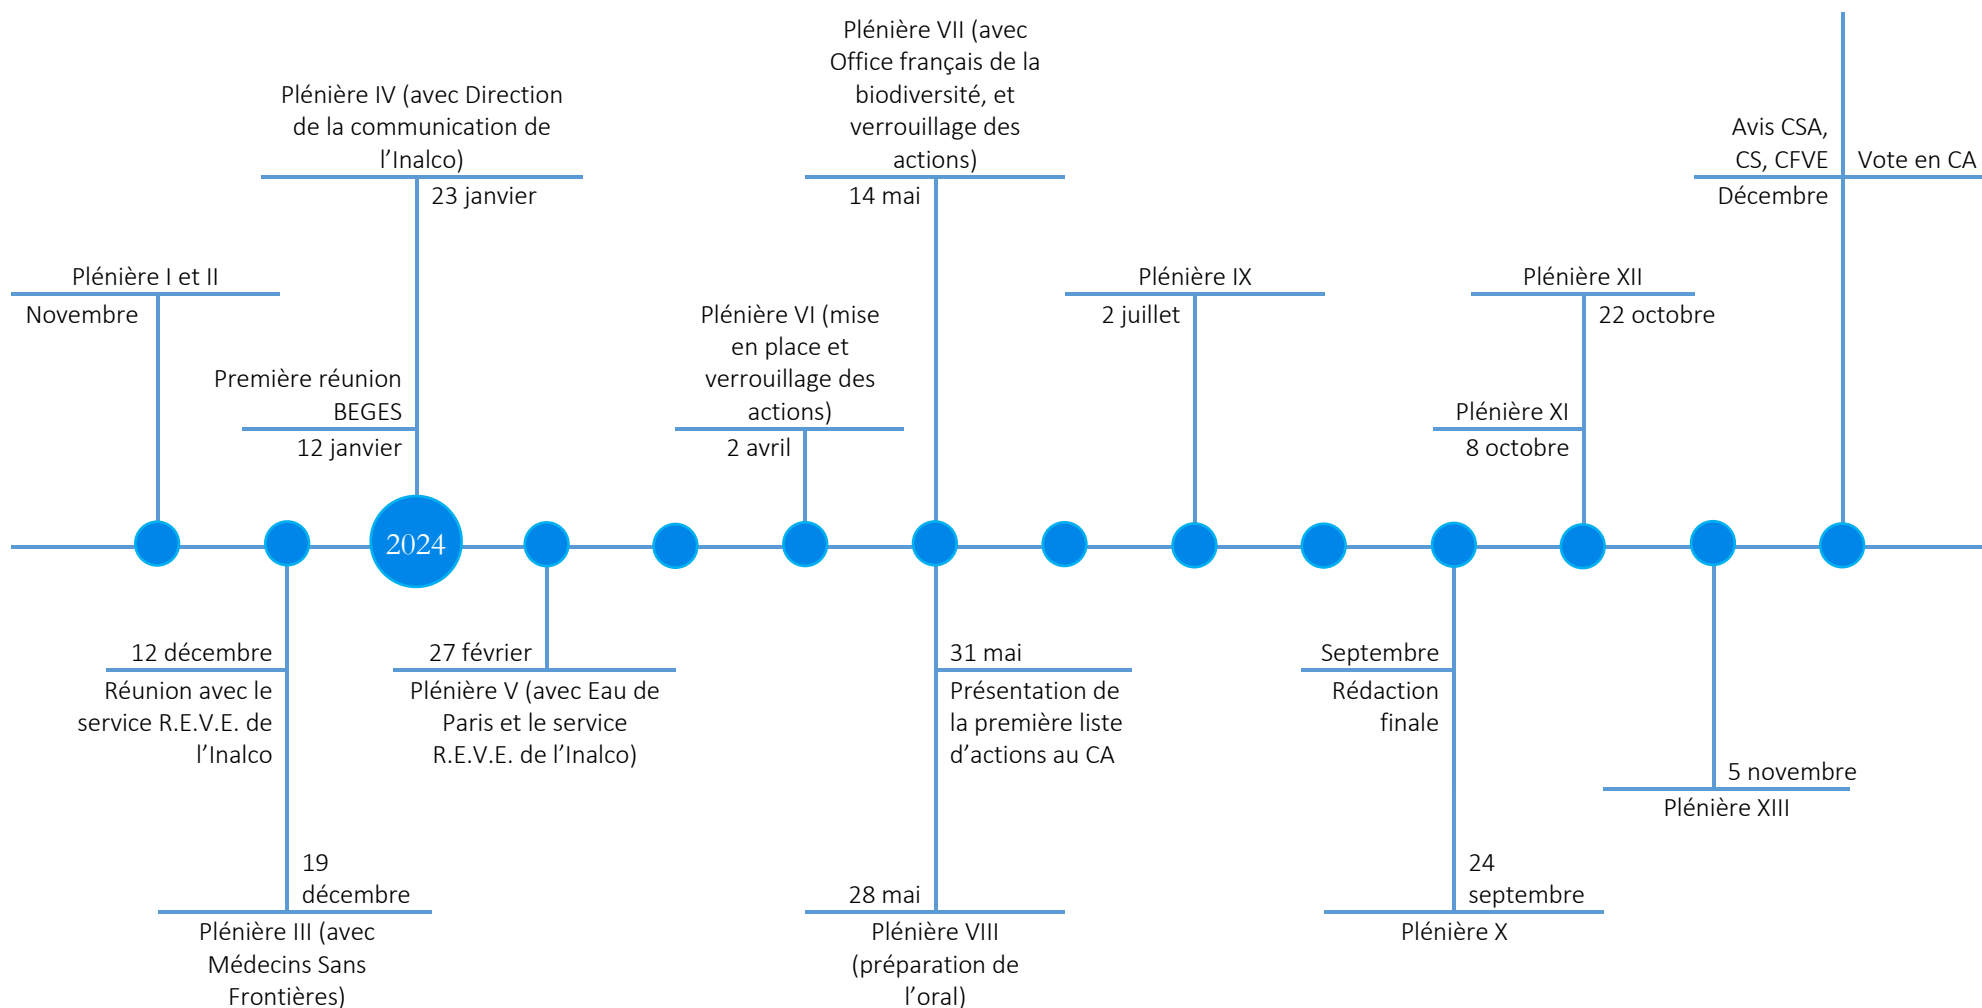 Plénière I et II
Novembre
12 décembre
Réunion avec le
service R.E.V.E. de
l’Inalco
19
décembre
Plénière III (avec
Médecins Sans
Frontières)
Première réunion
BEGES
12 janvier
Plénière IV (avec Direction
de la communication de
l’Inalco)
23 janvier
2024
27 février
Plénière V (avec Eau de
Paris et le service
R.E.V.E. de l’Inalco)
Plénière VI (mise
en place et
verrouillage des
actions)
2 avril
Plénière VII (avec
Office français de la
biodiversité, et
verrouillage des
actions)
14 mai
28 mai
Plénière VIII
(préparation de
l’oral)
31 mai
Présentation de
la première liste
d’actions au CA
Plénière IX
2 juillet
Septembre
Rédaction
finale
24
septembre
Plénière X
Plénière XI
8 octobre
Plénière XII
22 octobre
5 novembre
Plénière XIII
Avis CSA,
CS, CFVE
Décembre
Vote en CA